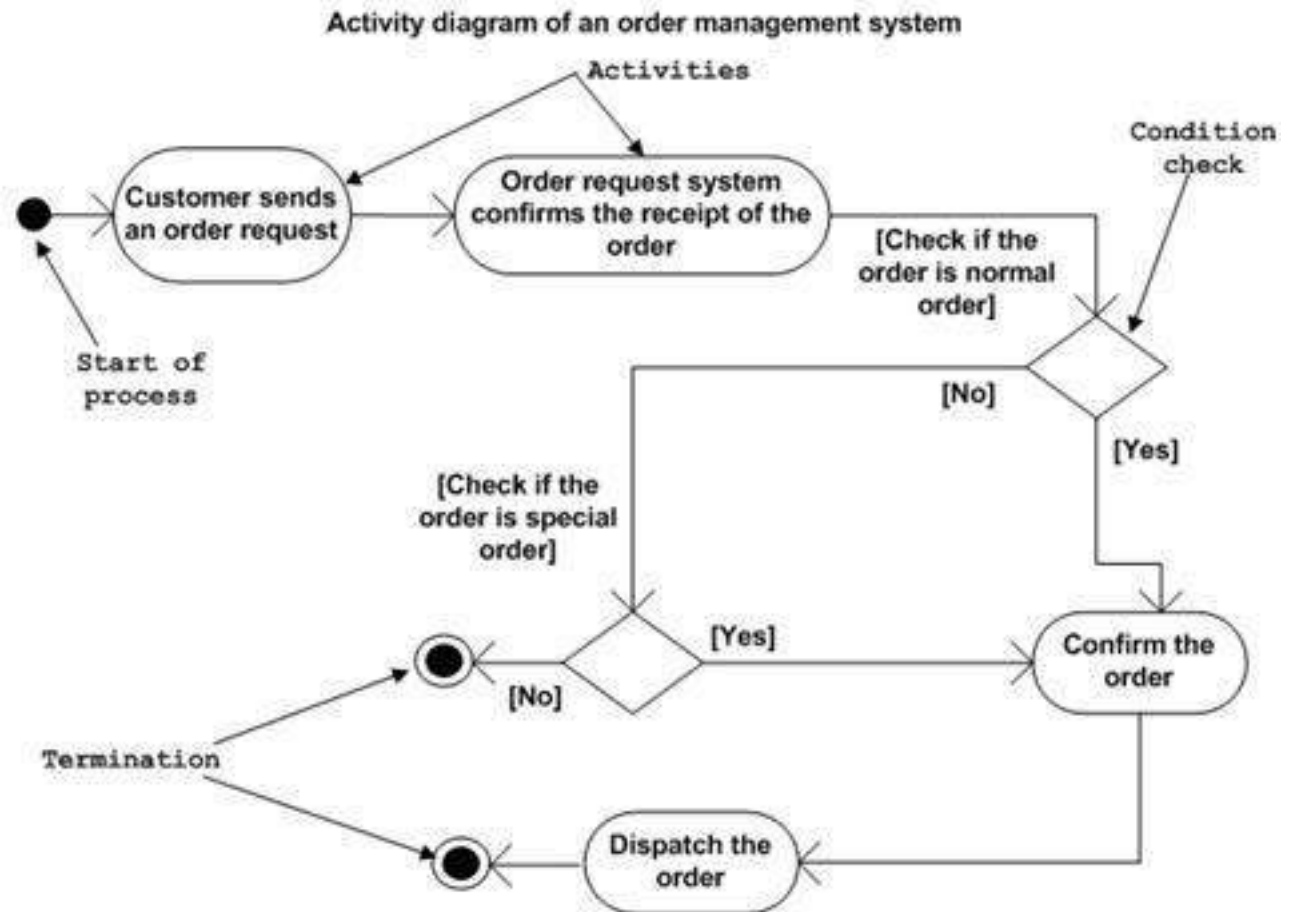 Activity diagram of an order management system
Activities
Condition
check
Customer sends
an order request
Order request system
confirms the receipt of the
order
[Check if the
order is normal
order]
Start of
process
[No]
[Yes]
[Check if the
order is special
order]
[Yes]
[No]
Confirm the
order
Termination
Dispatch the
order